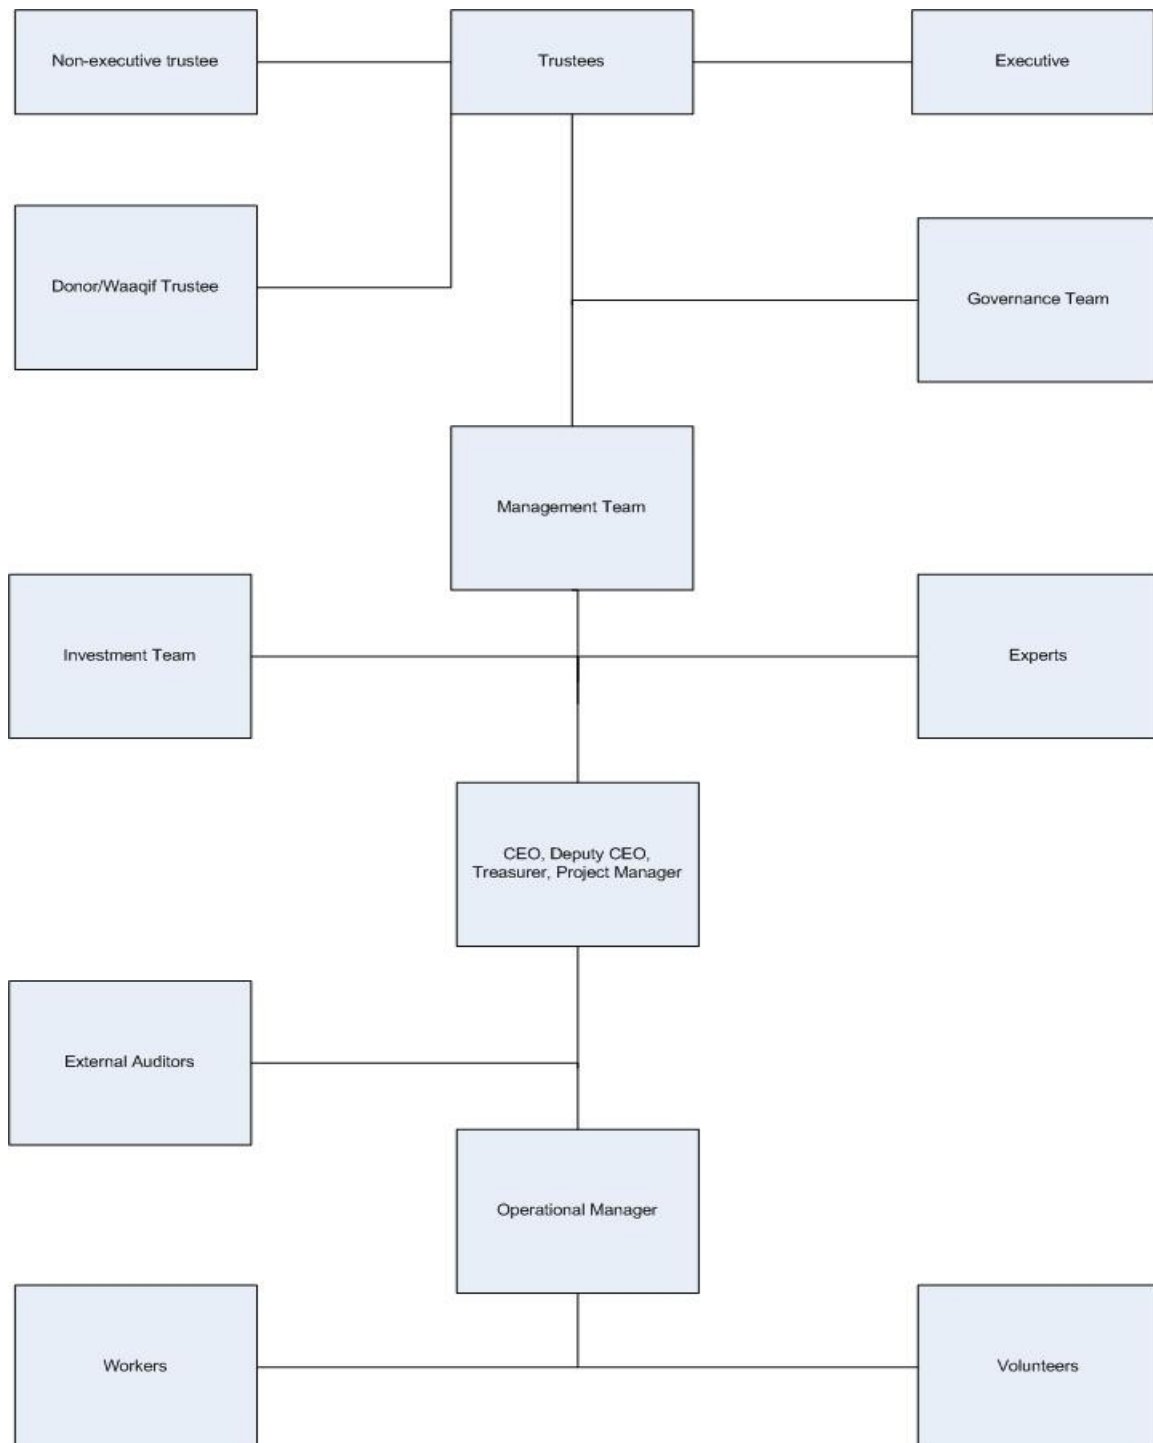 Non-executive trustee
Trustees
Executive
Donor/Waaqif Trustee
Governance Team
Management Team
Investment Team
Experts
CEO, Deputy CEO,
Treasurer, Project Manager
External Auditors
Operational Manager
Workers
Volunteers